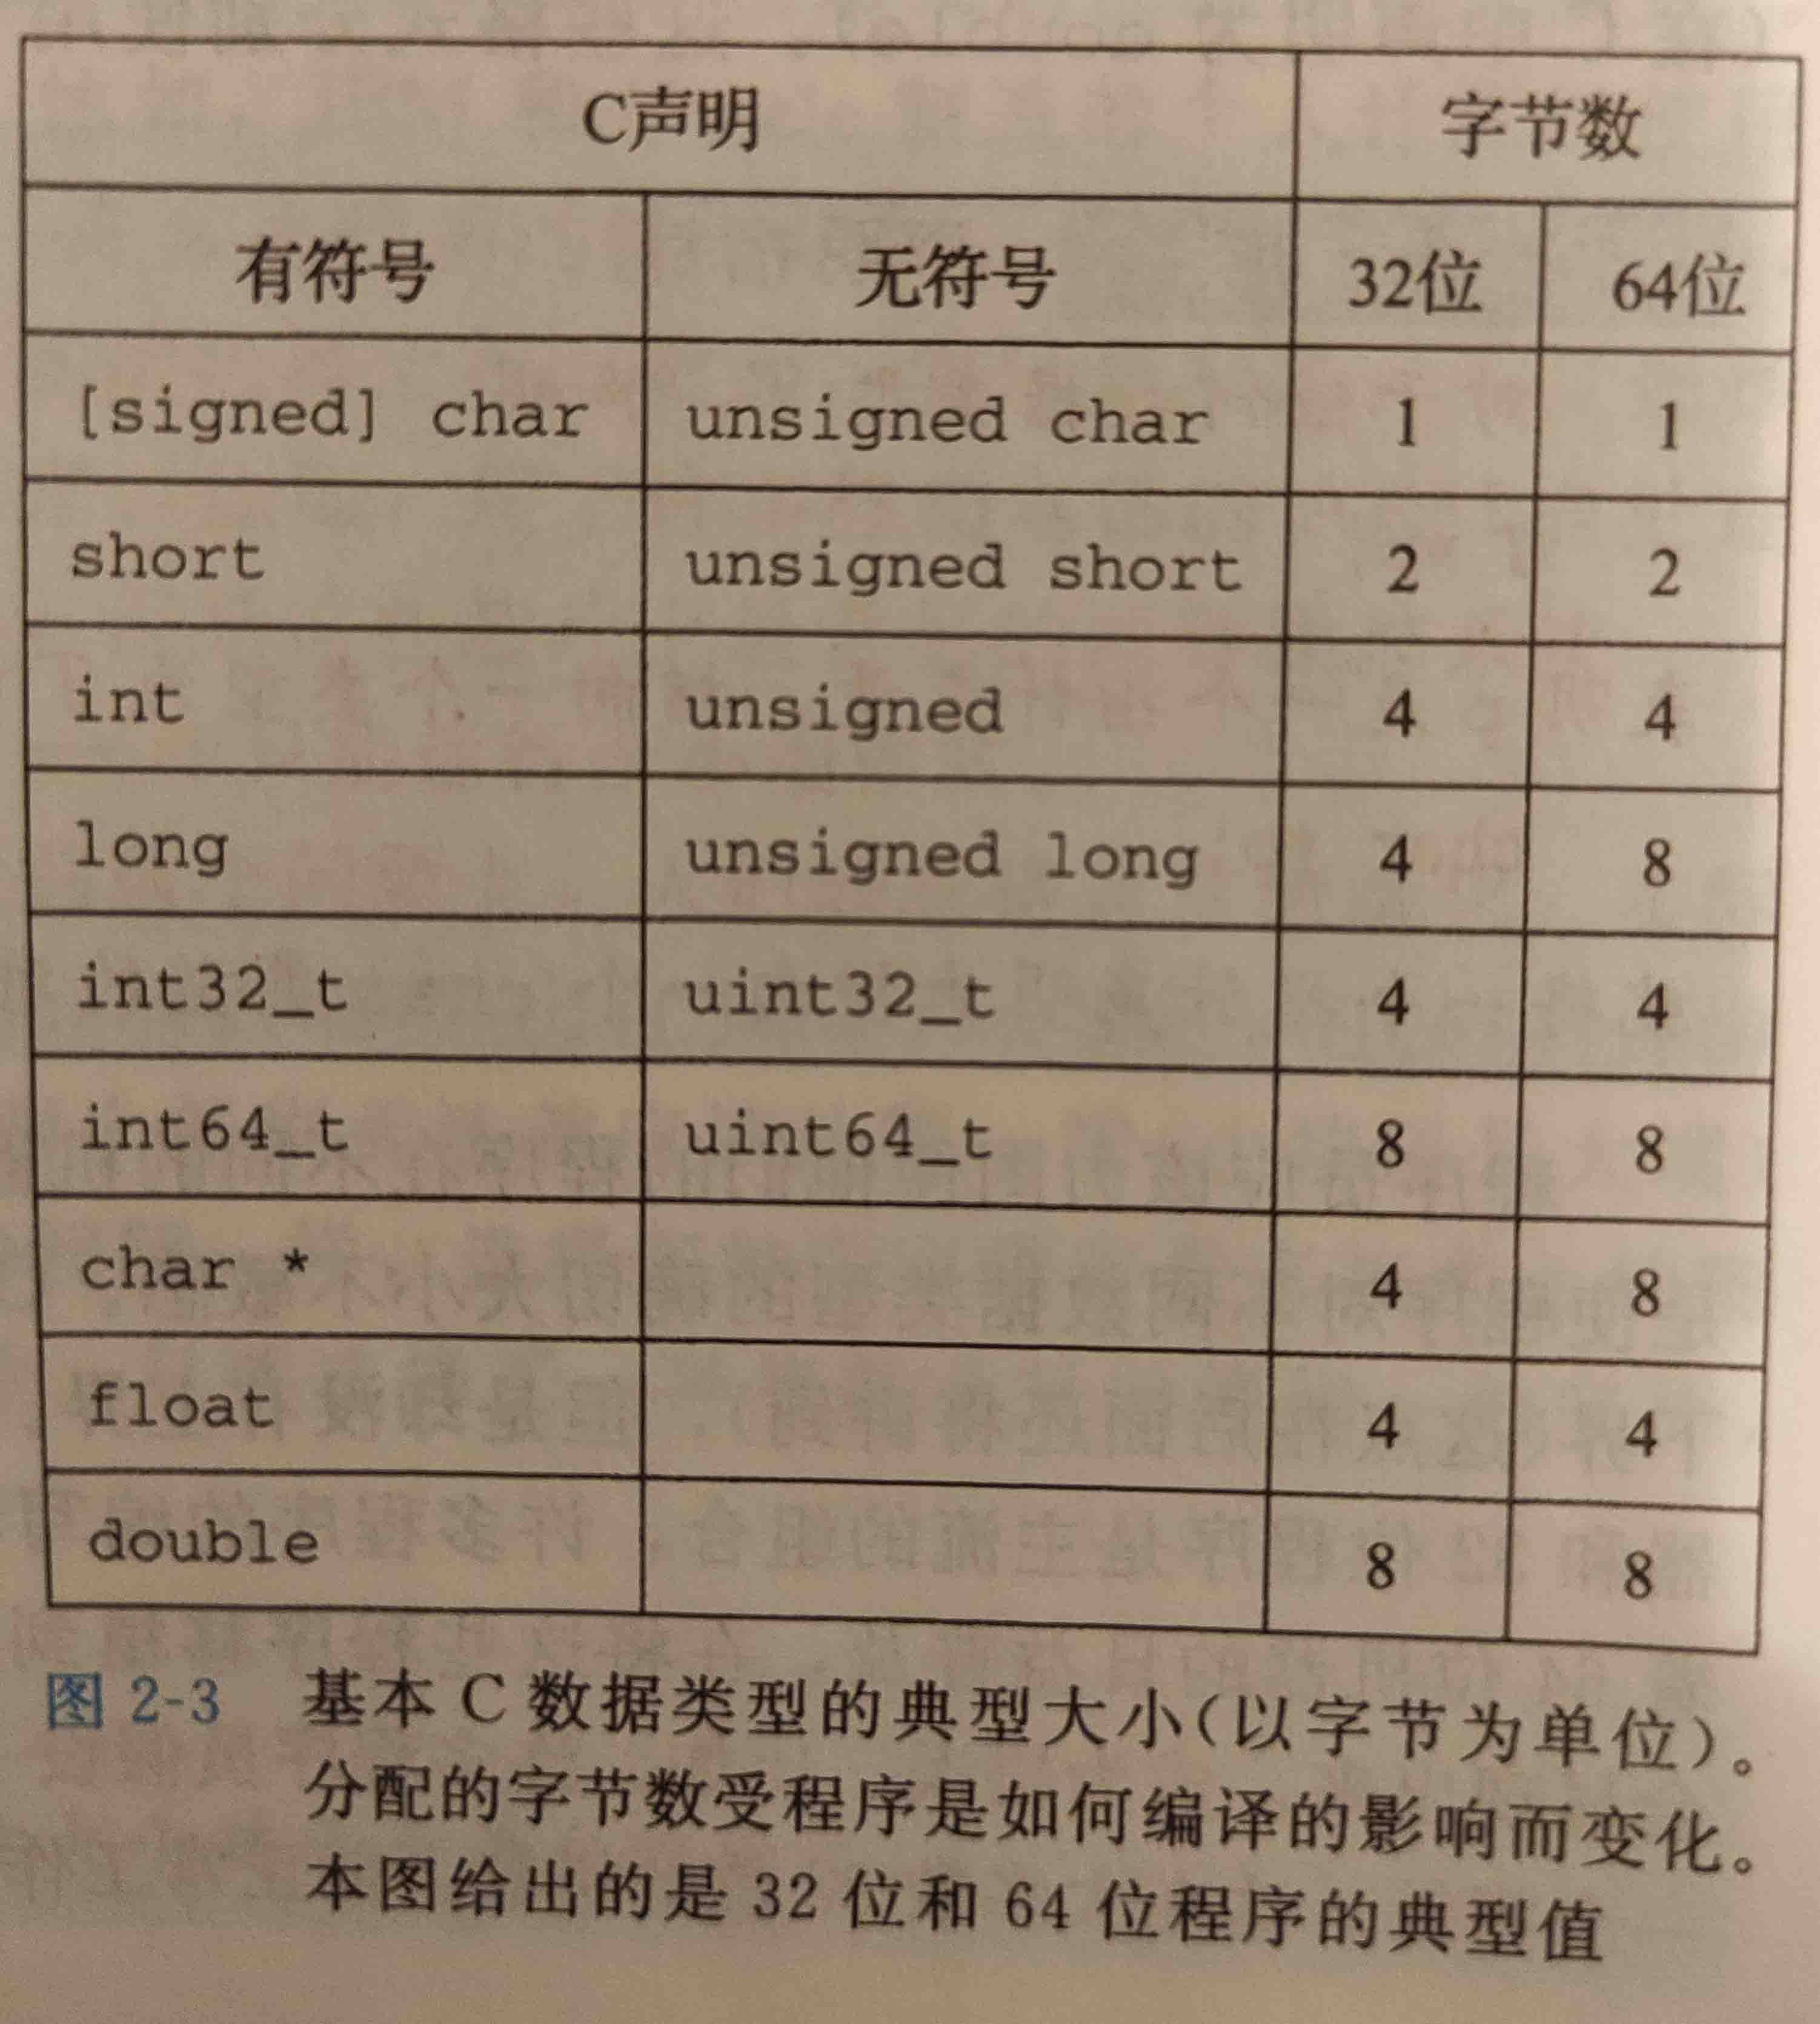 C声明 字节数
有符号 无符号 32位 64位
[signed] char unsigned char 1 1
short unsigned short 2 2
int unsigned 4 4
long unsigned long 4 8
int32_t uint32_t 4 4
int64_t uint64_t 8 8
char * 4 8
float 4 4
double 8 8
图 2-3 基本 C 数据类型的典型大小(以字节为单位)。
分配的字节数受程序是如何编译的影响而变化。
本图给出的是 32 位和 64 位程序的典型值